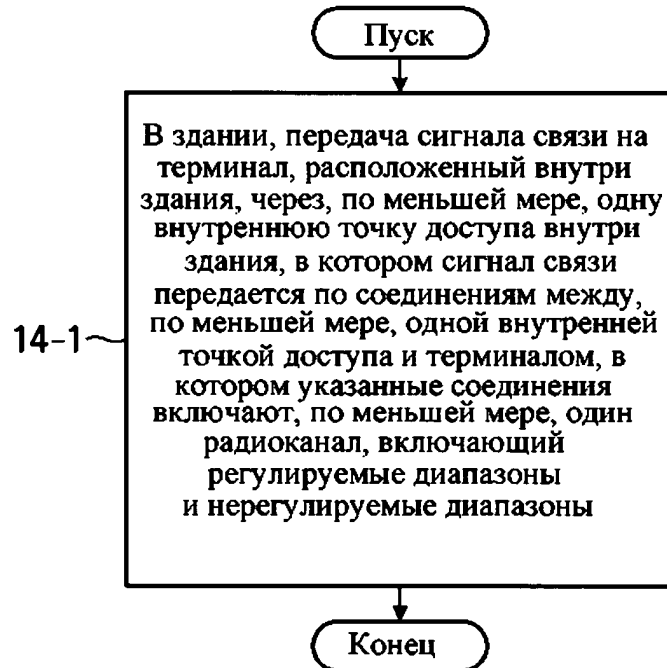 Пуск
В здании, передача сигнала связи на
терминал, расположенный внутри
здания, через, по меньшей мере, одну
внутреннюю точку доступа внутри
здания, в котором сигнал связи
передается по соединениям между,
по меньшей мере, одной внутренней
точкой доступа и терминалом, в
котором указанные соединения
включают, по меньшей мере, один
радиоканал, включающий
регулируемые диапазоны
и нерегулируемые диапазоны
14-1
Конец